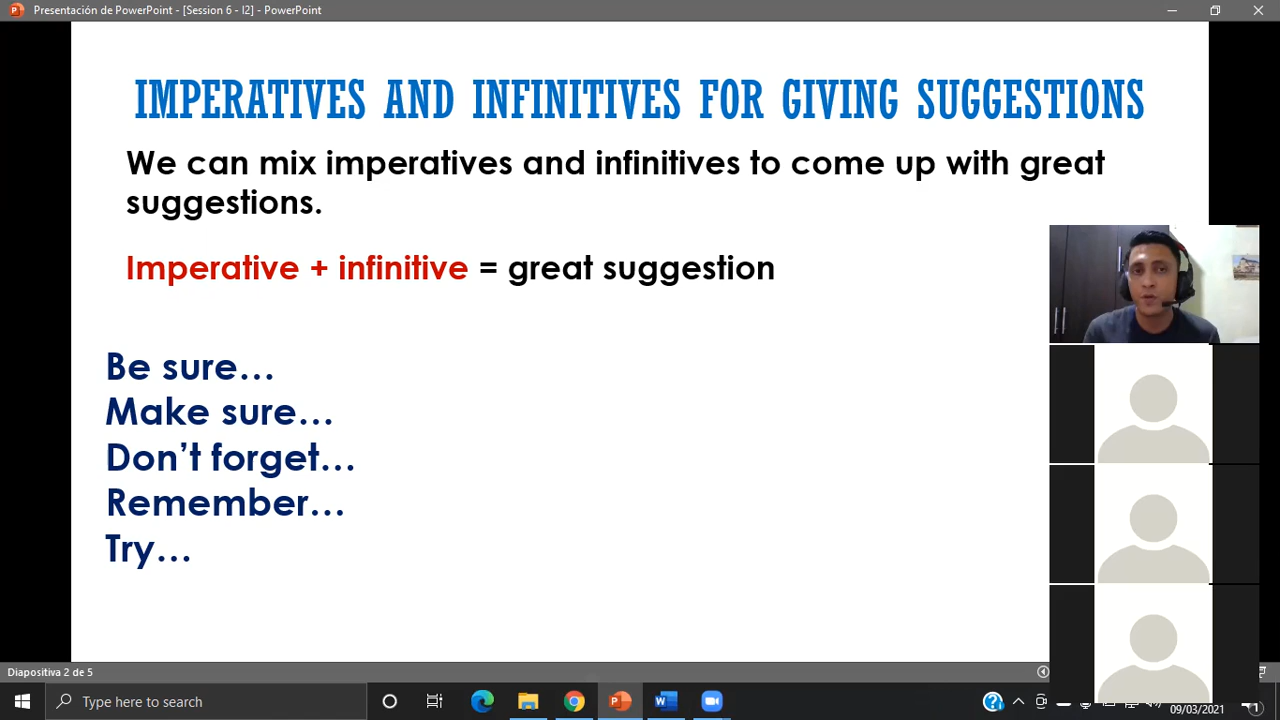 Presentación de PowerPoint - [Session 6 - I2] - PowerPoint
IMPERATIVES AND INFINITIVES FOR GIVING SUGGESTIONS
We can mix imperatives and infinitives to come up with great
suggestions.
Imperative + infinitive = great suggestion
Be sure…
Make sure…
Don’t forget…
Remember…
Try…
Diapositiva 2 de 5
Type here to search
09/03/2021